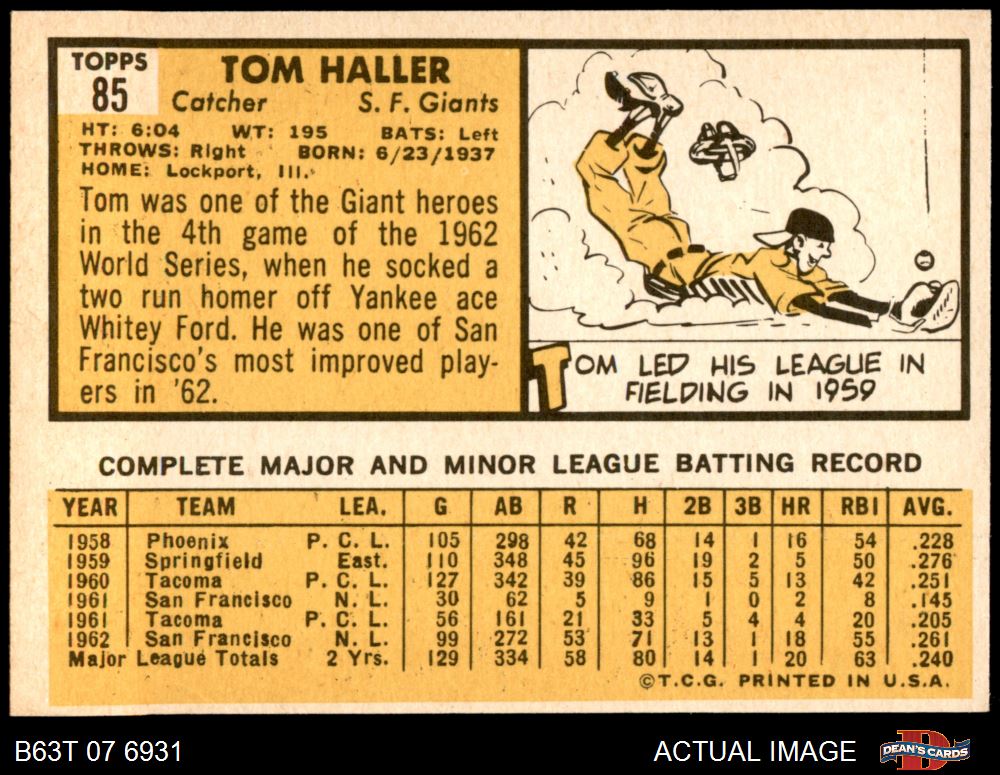 TOPPS
85
TOM HALLER
Catcher S. F. Giants
HT: 6:04 WT: 195 BATS: Left
THROWS: Right BORN: 6/23/1937
HOME: Lockport, Ill.
Tom was one of the Giant heroes
in the 4th game of the 1962
World Series, when he socked a
two run homer off Yankee ace
Whitey Ford. He was one of San
Francisco's most improved play-
ers in '62.
TOM LED HIS LEAGUE IN
FIELDING IN 1959
COMPLETE MAJOR AND MINOR LEAGUE BATTING RECORD
YEAR TEAM LEA. G AB R H 2B 3B HR RBI AVG.
1958 Phoenix P. C. L. 105 298 42 68 14 1 16 54 .228
1959 Springfield East. 110 348 45 96 19 2 5 50 .276
1960 Tacoma P. C. L. 127 342 39 86 15 5 13 42 .251
1961 San Francisco N. L. 30 62 5 9 1 0 2 8 .145
1961 Tacoma P. C. L. 56 161 21 33 5 4 4 20 .205
1962 San Francisco N. L. 99 272 53 71 13 1 18 55 .261
Major League Totals 2 Yrs. 129 334 58 80 14 1 20 63 .240
©T.C.G. PRINTED IN U.S.A.
B63T 07 6931 ACTUAL IMAGE DEAN'S CARDS